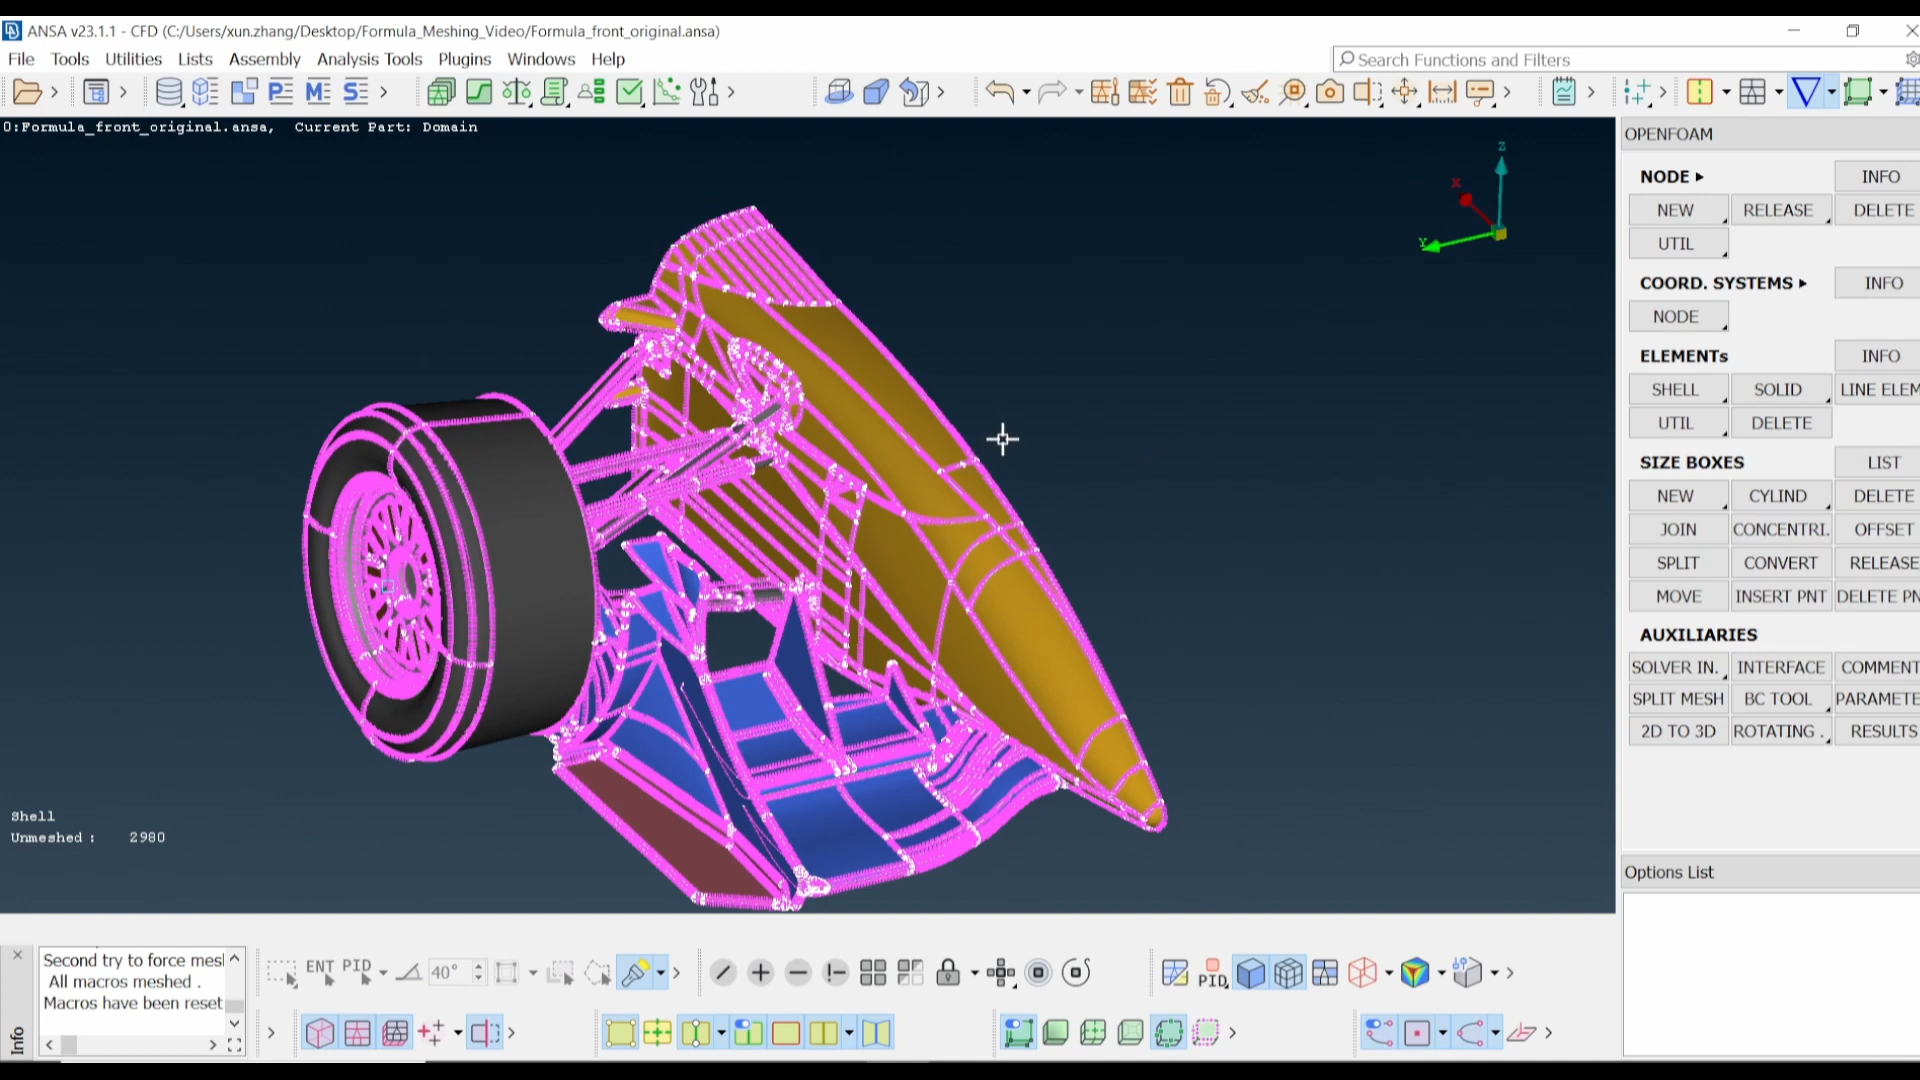 ANSA v23.1.1 - CFD (C:/Users/xun.zhang/Desktop/Formula_Meshing_Video/Formula_front_original.ansa)
File Tools Utilities Lists Assembly Analysis Tools Plugins Windows Help
Search Functions and Filters
P M S
0:Formula_front_original.ansa, Current Part: Domain
Z
X
Y
OPENFOAM
NODE INFO
NEW RELEASE DELETE
UTIL
COORD. SYSTEMS INFO
NODE
ELEMENTs INFO
SHELL SOLID LINE ELEM
UTIL DELETE
SIZE BOXES LIST
NEW CYLIND DELETE
JOIN CONCENTRI. OFFSET
SPLIT CONVERT RELEASE
MOVE INSERT PNT DELETE PN
AUXILIARIES
SOLVER IN. INTERFACE COMMENT
SPLIT MESH BC TOOL PARAMETE
2D TO 3D ROTATING . RESULTS
Shell
Unmeshed : 2980
Options List
Info
Second try to force mesl
All macros meshed .
Macros have been reset
ENT PID 40°
PID